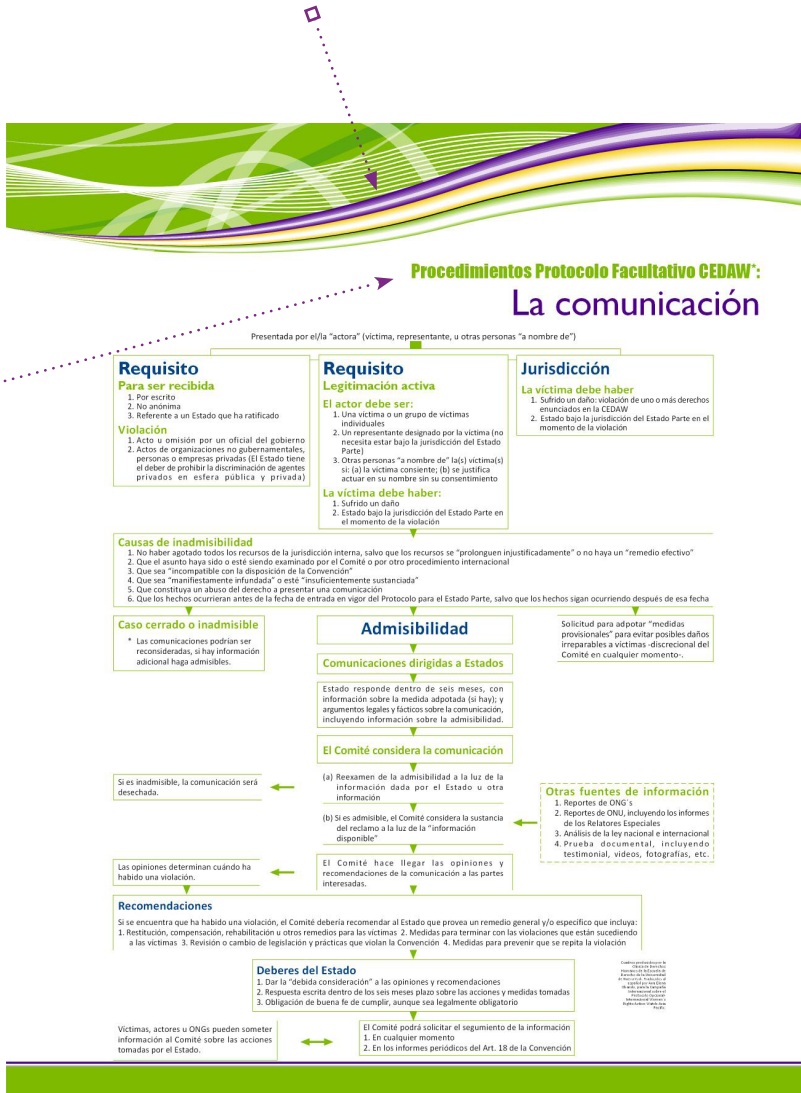 Procedimientos Protocolo Facultativo CEDAW*:
La comunicación
Presentada por el/la "actora" (víctima, representante, u otras personas "a nombre de")
Requisito
Para ser recibida
1. Por escrito
2. No anónima
3. Referente a un Estado que ha ratificado
Violación
1. Acto u omisión por un oficial del gobierno
2. Actos de organizaciones no gubernamentales,
personas o empresas privadas (El Estado tiene
el deber de prohibir la discriminación de agentes
privados en esfera pública y privada)
Requisito
Legitimación activa
El actor debe ser:
1. Una víctima o un grupo de víctimas
individuales
2. Un representante designado por la víctima (no
necesita estar bajo la jurisdicción del Estado
Parte)
3. Otras personas "a nombre de" la(s) víctima(s)
si: (a) la víctima consiente; (b) se justifica
actuar en su nombre sin su consentimiento
La víctima debe haber:
1. Sufrido un daño
2. Estado bajo la jurisdicción del Estado Parte en
el momento de la violación
Jurisdicción
La víctima debe haber
1. Sufrido un daño: violación de uno o más derechos
enunciados en la CEDAW
2. Estado bajo la jurisdicción del Estado Parte en el
momento de la violación
Causas de inadmisibilidad
1. No haber agotado todos los recursos de la jurisdicción interna, salvo que los recursos se "prolonguen injustificadamente" o no haya un "remedio efectivo"
2. Que el asunto haya sido o esté siendo examinado por el Comité o por otro procedimiento internacional
3. Que sea "incompatible con la disposición de la Convención"
4. Que sea "manifiestamente infundada" o esté "insuficientemente sustanciada"
5. Que constituya un abuso del derecho a presentar una comunicación
6. Que los hechos ocurrieran antes de la fecha de entrada en vigor del Protocolo para el Estado Parte, salvo que los hechos sigan ocurriendo después de esa fecha
Caso cerrado o inadmisible
* Las comunicaciones podrían ser
reconsideradas, si hay información
adicional haga admisibles.
Admisibilidad
Solicitud para adpotar "medidas
provisionales" para evitar posibles daños
irreparables a víctimas -discrecional del
Comité en cualquier momento-.
Comunicaciones dirigidas a Estados
Estado responde dentro de seis meses, con
información sobre la medida adpotada (si hay); y
argumentos legales y fácticos sobre la comunicación,
incluyendo información sobre la admisibilidad.
El Comité considera la comunicación
Si es inadmisible, la comunicación será
desechada.
(a) Reexamen de la admisibilidad a la luz de la
información dada por el Estado u otra
información
(b) Si es admisible, el Comité considera la sustancia
del reclamo a la luz de la "información
disponible"
Otras fuentes de información
1. Reportes de ONG´s
2. Reportes de ONU, incluyendo los informes
de los Relatores Especiales
3. Análisis de la ley nacional e internacional
4. Prueba documental, incluyendo
testimonial, videos, fotografías, etc.
Las opiniones determinan cuándo ha
habido una violación.
El Comité hace llegar las opiniones y
recomendaciones de la comunicación a las partes
interesadas.
Recomendaciones
Si se encuentra que ha habido una violación, el Comité debería recomendar al Estado que provea un remedio general y/o específico que incluya:
1. Restitución, compensación, rehabilitación u otros remedios para las víctimas 2. Medidas para terminar con las violaciones que están sucediendo
a las víctimas 3. Revisión o cambio de legislación y prácticas que violan la Convención 4. Medidas para prevenir que se repita la violación
Deberes del Estado
1. Dar la "debida consideración" a las opiniones y recomendaciones
2. Respuesta escrita dentro de los seis meses plazo sobre las acciones y medidas tomadas
3. Obligación de buena fe de cumplir, aunque sea legalmente obligatorio
Víctimas, actores u ONGs pueden someter
información al Comité sobre las acciones
tomadas por el Estado.
El Comité podrá solicitar el segumiento de la información
1. En cualquier momento
2. En los informes periódicos del Art. 18 de la Convención